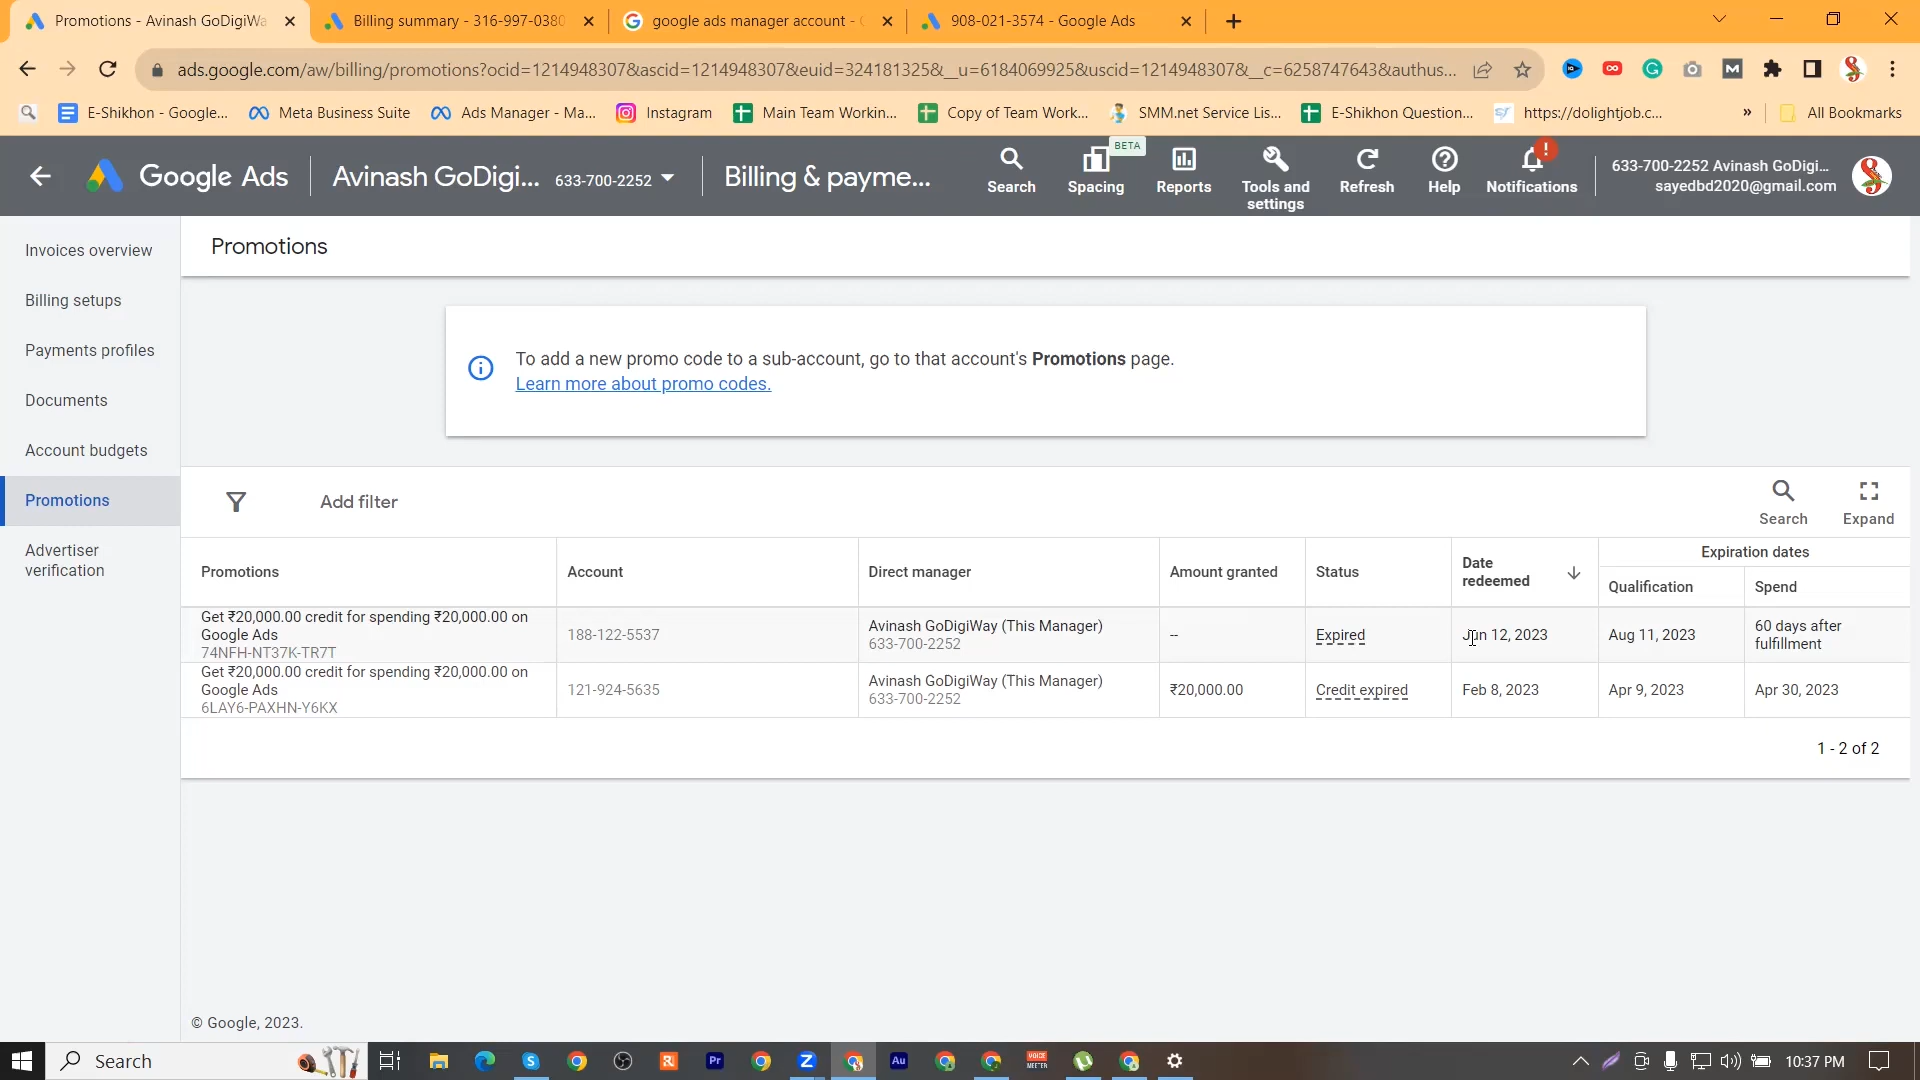 Promotions - Avinash GoDigiWa
Billing summary - 316-997-0380
google ads manager account -
908-021-3574 - Google Ads
ads.google.com/aw/billing/promotions?ocid=1214948307&ascid=1214948307&euid=324181325&__u=6184069925&uscid=1214948307&__c=6258747643&authus...
E-Shikhon - Google...
Meta Business Suite
Ads Manager - Ma...
Instagram
Main Team Workin...
Copy of Team Work...
SMM.net Service Lis...
E-Shikhon Question...
https://dolightjob.c...
»
All Bookmarks
Google Ads
Avinash GoDigi...
633-700-2252
Billing & payme...
Search
BETA
Spacing
Reports
Tools and
settings
Refresh
Help
Notifications
633-700-2252 Avinash GoDigi...
sayedbd2020@gmail.com
Invoices overview
Billing setups
Payments profiles
Documents
Account budgets
Promotions
Advertiser
verification
Promotions
To add a new promo code to a sub-account, go to that account's Promotions page.
Learn more about promo codes.
Add filter
Search
Expand
Promotions
Account
Direct manager
Amount granted
Status
Date
redeemed
Expiration dates
Qualification
Spend
Get ₹20,000.00 credit for spending ₹20,000.00 on
Google Ads
74NFH-NT37K-TR7T
188-122-5537
Avinash GoDigiWay (This Manager)
633-700-2252
--
Expired
Jun 12, 2023
Aug 11, 2023
60 days after
fulfillment
Get ₹20,000.00 credit for spending ₹20,000.00 on
Google Ads
6LAY6-PAXHN-Y6KX
121-924-5635
Avinash GoDigiWay (This Manager)
633-700-2252
₹20,000.00
Credit expired
Feb 8, 2023
Apr 9, 2023
Apr 30, 2023
1 - 2 of 2
© Google, 2023.
Search
Pr
Au
VOICE
MEETER
10:37 PM